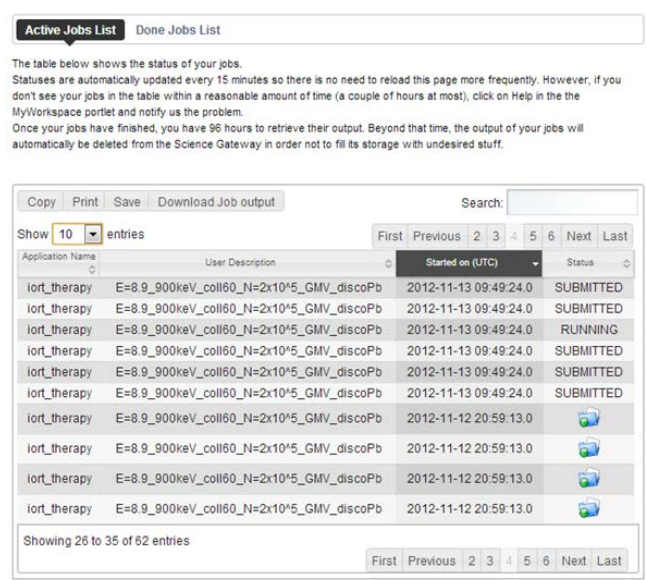 Active Jobs List Done Jobs List
The table below shows the status of your jobs.
Statuses are automatically updated every 15 minutes so there is no need to reload this page more frequently. However, if you
don't see your jobs in the table within a reasonable amount of time (a couple of hours at most), click on Help in the the
MyWorkspace portlet and notify us the problem.
Once your jobs have finished, you have 96 hours to retrieve their output. Beyond that time, the output of your jobs will
automatically be deleted from the Science Gateway in order not to fill its storage with undesired stuff.
Copy Print Save Download Job output Search:
Show 10 entries First Previous 2 3 4 5 6 Next Last
Application Name User Description Started on (UTC) Status
iort_therapy E=8.9_900keV_coll60_N=2x10^5_GMV_discoPb 2012-11-13 09:49:24.0 SUBMITTED
iort_therapy E=8.9_900keV_coll60_N=2x10^5_GMV_discoPb 2012-11-13 09:49:24.0 SUBMITTED
iort_therapy E=8.9_900keV_coll60_N=2x10^5_GMV_discoPb 2012-11-13 09:49:24.0 RUNNING
iort_therapy E=8.9_900keV_coll60_N=2x10^5_GMV_discoPb 2012-11-13 09:49:24.0 SUBMITTED
iort_therapy E=8.9_900keV_coll60_N=2x10^5_GMV_discoPb 2012-11-13 09:49:24.0 SUBMITTED
iort_therapy E=8.9_900keV_coll60_N=2x10^5_GMV_discoPb 2012-11-13 09:49:24.0 SUBMITTED
iort_therapy E=8.9_900keV_coll60_N=2x10^5_GMV_discoPb 2012-11-12 20:59:13.0
iort_therapy E=8.9_900keV_coll60_N=2x10^5_GMV_discoPb 2012-11-12 20:59:13.0
iort_therapy E=8.9_900keV_coll60_N=2x10^5_GMV_discoPb 2012-11-12 20:59:13.0
iort_therapy E=8.9_900keV_coll60_N=2x10^5_GMV_discoPb 2012-11-12 20:59:13.0
Showing 26 to 35 of 62 entries
First Previous 2 3 4 5 6 Next Last